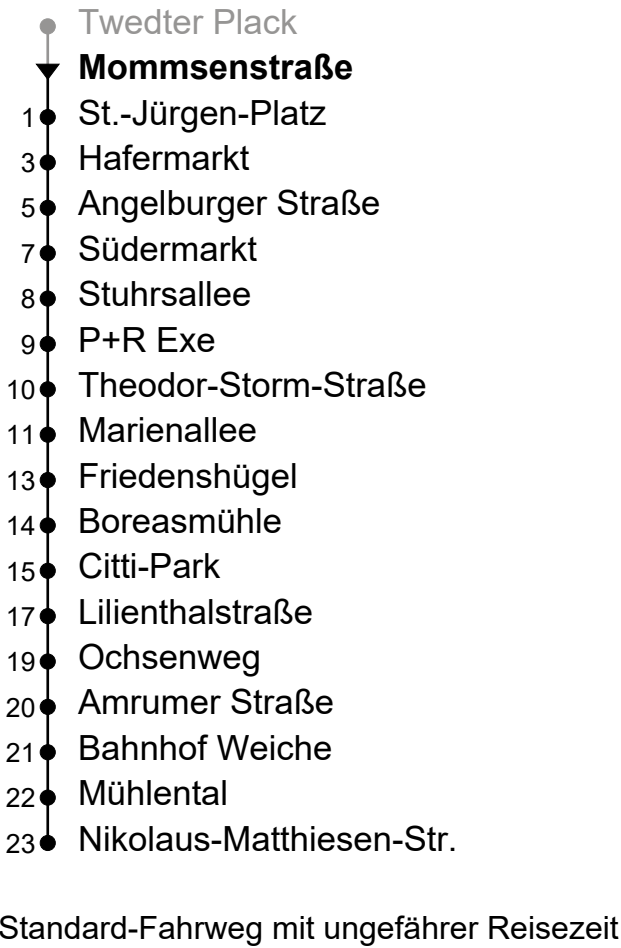 Twedter Plack
Mommsenstraße
1 St.-Jürgen-Platz
3 Hafermarkt
5 Angelburger Straße
7 Südermarkt
8 Stuhrsallee
9 P+R Exe
10 Theodor-Storm-Straße
11 Marienallee
13 Friedenshügel
14 Boreasmühle
15 Citti-Park
17 Lilienthalstraße
19 Ochsenweg
20 Amrumer Straße
21 Bahnhof Weiche
22 Mühlental
23 Nikolaus-Matthiesen-Str.
Standard-Fahrweg mit ungefährer Reisezeit